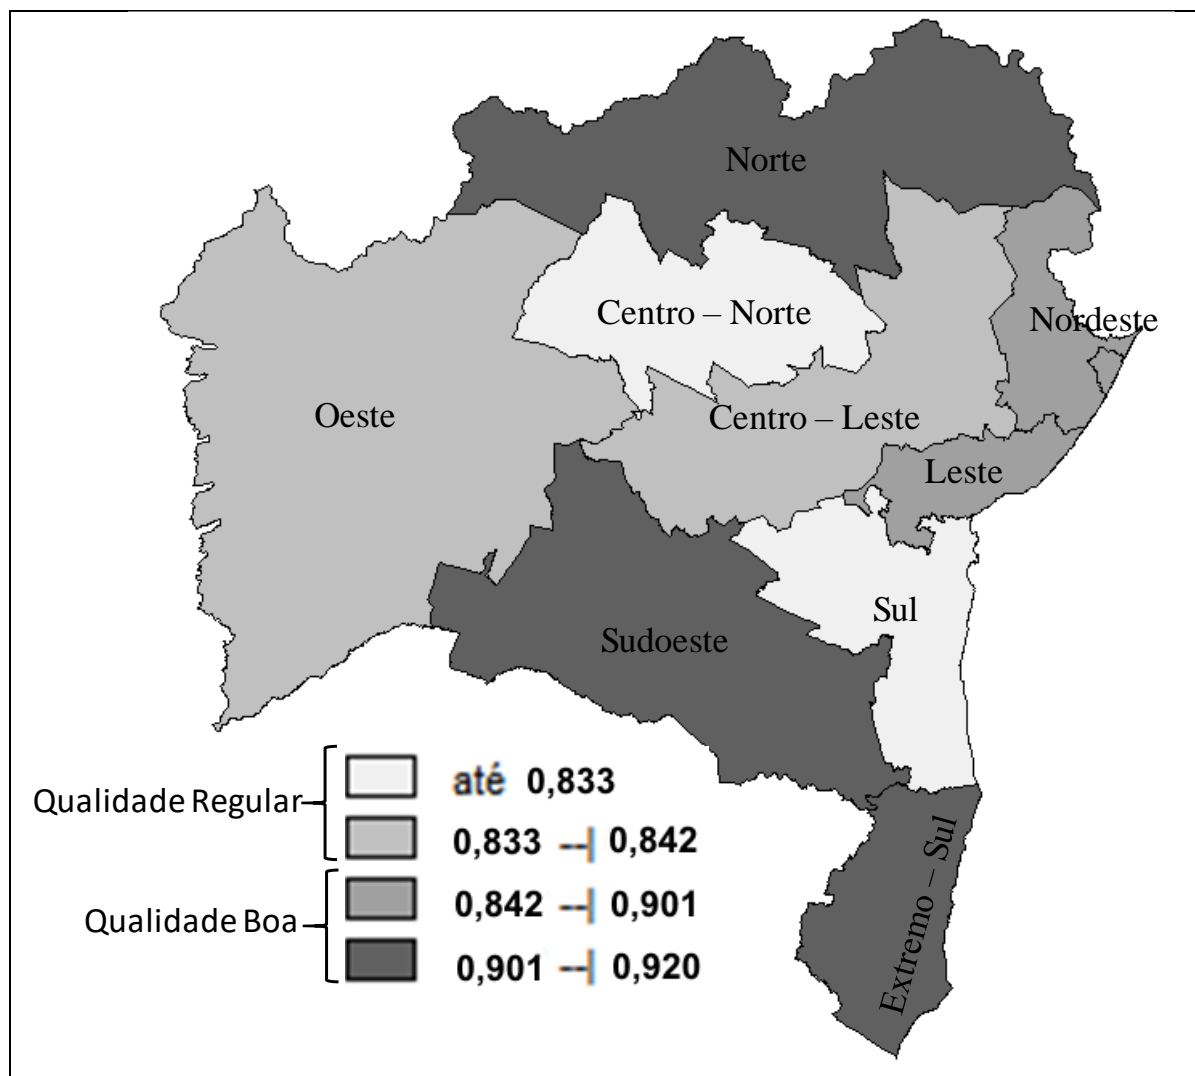 Norte
Centro – Norte
Nordeste
Oeste
Centro – Leste
Leste
Sul
Sudoeste
Extremo – Sul
Qualidade Regular
até 0,833
0,833 --| 0,842
Qualidade Boa
0,842 --| 0,901
0,901 --| 0,920